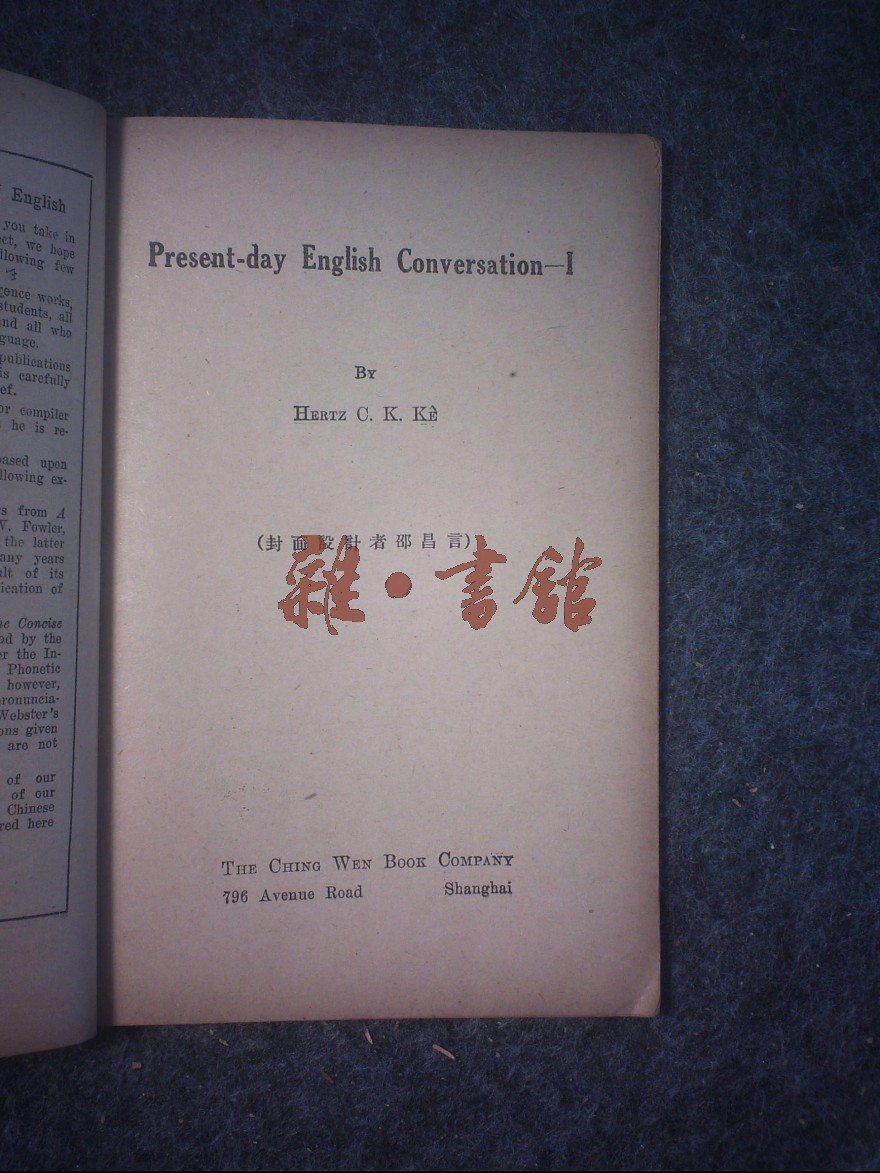 English
you take in
ect, we hope
llowing few
gence works,
students, all
and all who
guage.
publications
is carefully
ef.
or compiler
he is re-
based upon
llowing ex-
s from A
W. Fowler,
the latter
any years
ult of its
ication of
Concise
od by the
er the In-
Phonetic
however,
pronuncia-
Webster's
ons given
are not
of our
of our
Chinese
red here
Present-day English Conversation—I
BY
HERTZ C. K. KÊ
(封面設計者邵昌言)
雜·書館
THE CHING WEN BOOK COMPANY
796 Avenue Road Shanghai